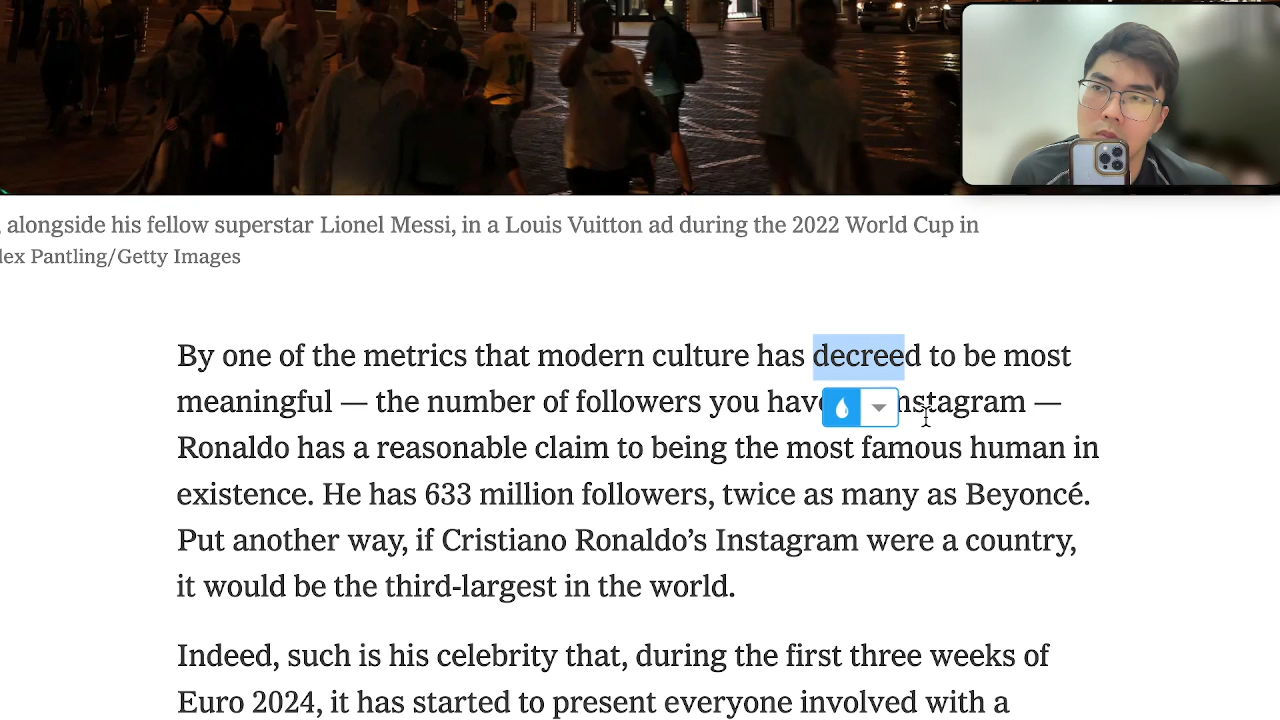 , alongside his fellow superstar Lionel Messi, in a Louis Vuitton ad during the 2022 World Cup in
lex Pantling/Getty Images
By one of the metrics that modern culture has decreed to be most
meaningful — the number of followers you have nstagram —
Ronaldo has a reasonable claim to being the most famous human in
existence. He has 633 million followers, twice as many as Beyoncé.
Put another way, if Cristiano Ronaldo’s Instagram were a country,
it would be the third-largest in the world.
Indeed, such is his celebrity that, during the first three weeks of
Euro 2024, it has started to present everyone involved with a